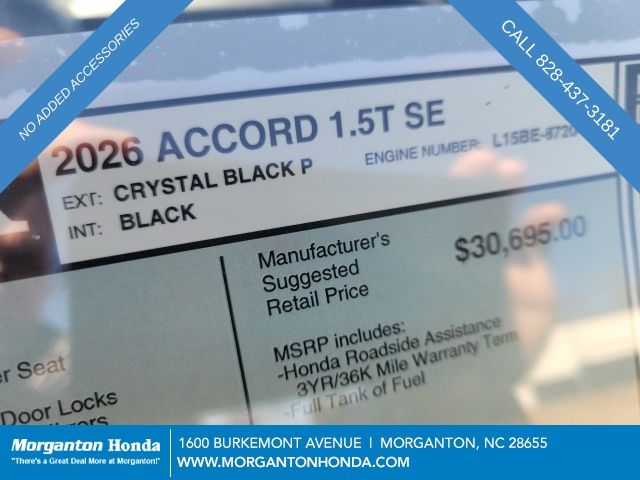 NO ADDED ACCESSORIES
CALL 828-437-3181
2026 ACCORD 1.5T SE
EXT: CRYSTAL BLACK P
ENGINE NUMBER: L15BE-8720
INT: BLACK
Manufacturer's
Suggested
Retail Price
$30,695.00
MSRP includes:
-Honda Roadside Assistance
3YR/36K Mile Warranty Term
-Full Tank of Fuel
er Seat
Door Locks
Morganton Honda
"There's a Great Deal More at Morganton!"
1600 BURKEMONT AVENUE | MORGANTON, NC 28655
WWW.MORGANTONHONDA.COM